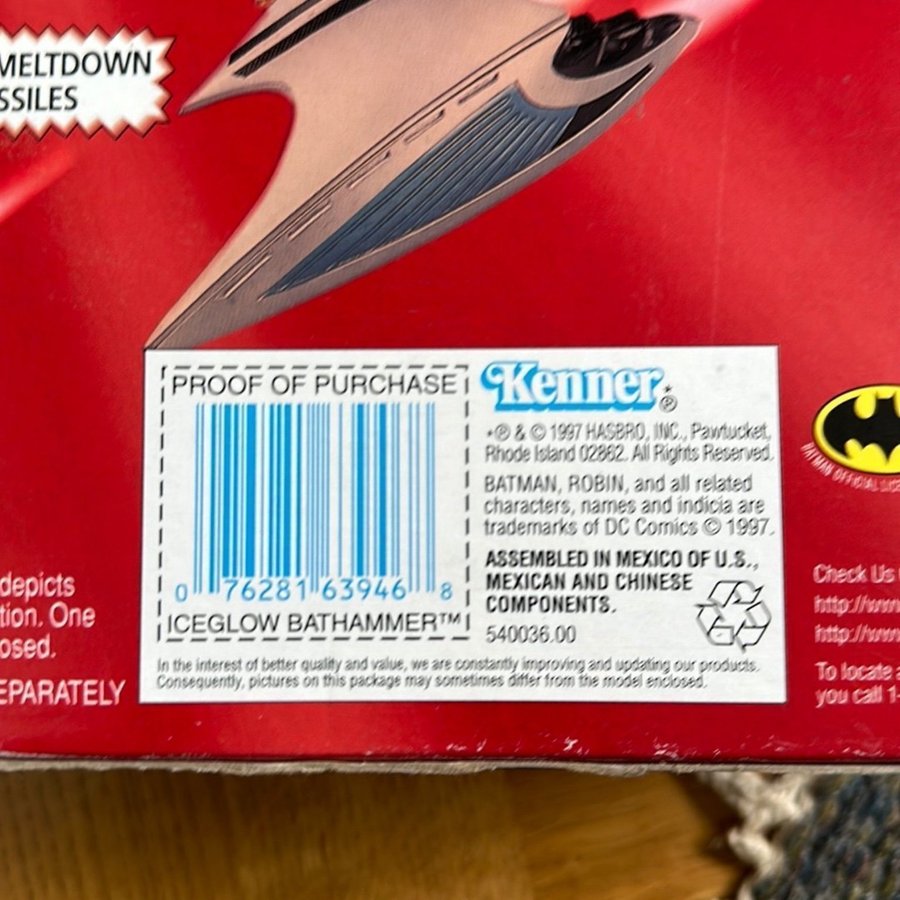 MELTDOWN
SSILES
PROOF OF PURCHASE
0 76281 63946 8
ICEGLOW BATHAMMER™
Kenner®
*® & © 1997 HASBRO, INC., Pawtucket,
Rhode Island 02862. All Rights Reserved.
BATMAN, ROBIN, and all related
characters, names and indicia are
trademarks of DC Comics © 1997.
ASSEMBLED IN MEXICO OF U.S.,
MEXICAN AND CHINESE
COMPONENTS.
540036.00
In the interest of better quality and value, we are constantly improving and updating our products.
Consequently, pictures on this package may sometimes differ from the model enclosed.
depicts
tion. One
osed.
EPARATELY
BATMAN OFFICIAL LICE
Check Us
http://www
http://www
To locate a
you call 1-